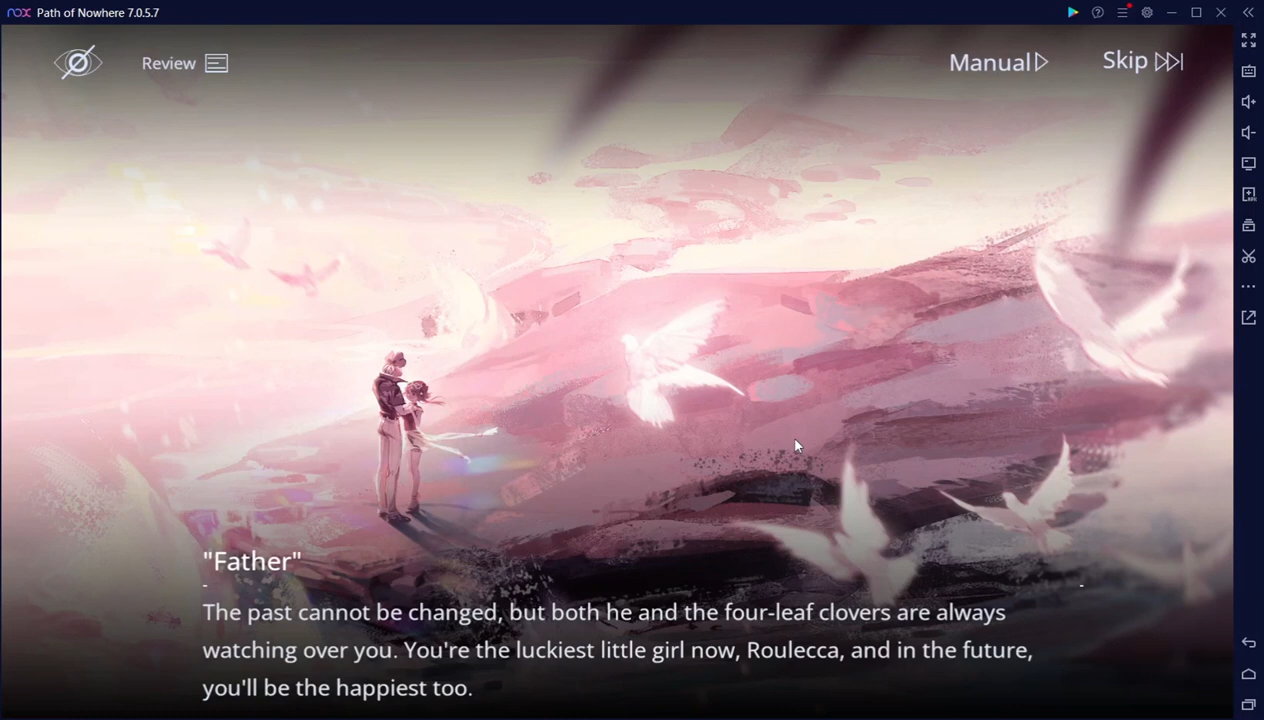 nox Path of Nowhere 7.0.5.7
Review Manual Skip
"Father"
The past cannot be changed, but both he and the four-leaf clovers are always
watching over you. You're the luckiest little girl now, Roulecca, and in the future,
you'll be the happiest too.